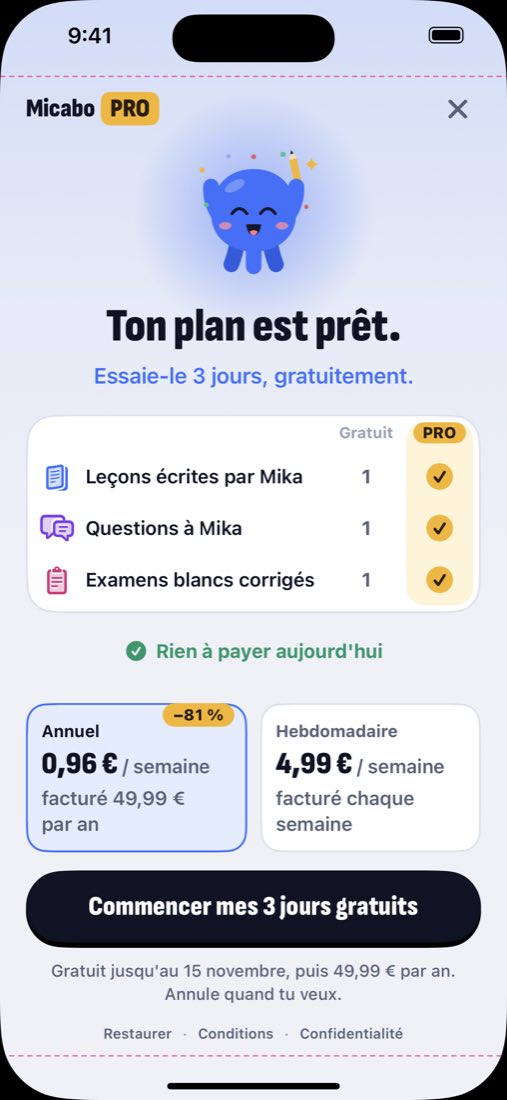 9:41
Micabo PRO
Ton plan est prêt.
Essaie-le 3 jours, gratuitement.
Gratuit PRO
Leçons écrites par Mika 1
Questions à Mika 1
Examens blancs corrigés 1
Rien à payer aujourd'hui
−81 %
Annuel
0,96 € / semaine
facturé 49,99 €
par an
Hebdomadaire
4,99 € / semaine
facturé chaque
semaine
Commencer mes 3 jours gratuits
Gratuit jusqu'au 15 novembre, puis 49,99 € par an.
Annule quand tu veux.
Restaurer · Conditions · Confidentialité